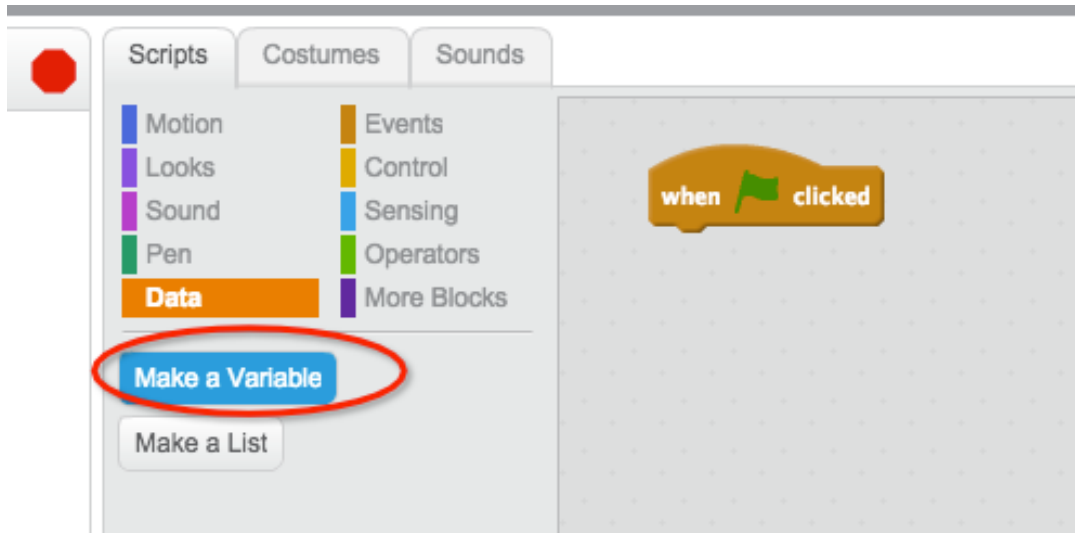 Scripts Costumes Sounds
Motion Events
Looks Control
Sound Sensing
Pen Operators
Data More Blocks
Make a Variable
Make a List
when clicked